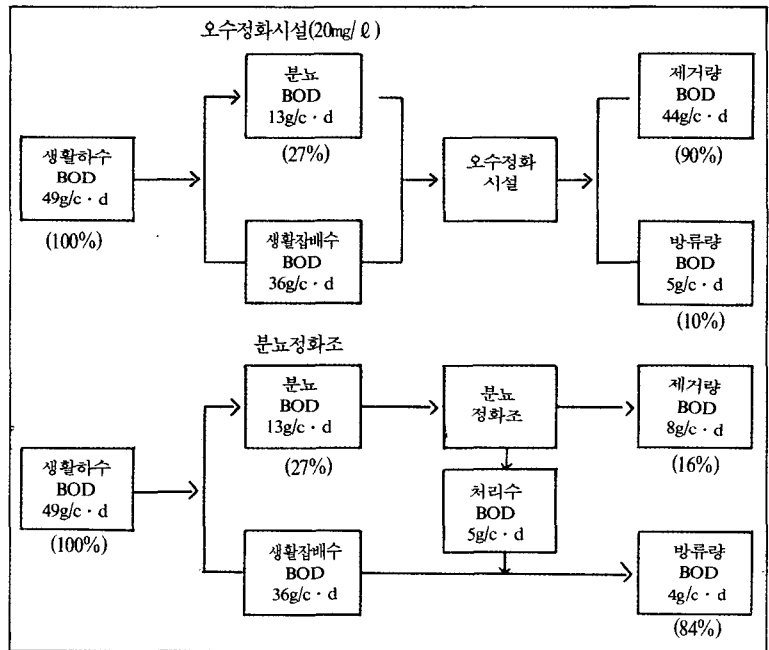 오수정화시설(20mg/ℓ)
분뇨
BOD
13g/c · d
(27%)
제거량
BOD
44g/c · d
(90%)
생활하수
BOD
49g/c · d
(100%)
오수정화
시설
생활잡배수
BOD
36g/c · d
방류량
BOD
5g/c · d
(10%)
분뇨정화조
분뇨
BOD
13g/c · d
(27%)
분뇨
정화조
제거량
BOD
8g/c · d
(16%)
생활하수
BOD
49g/c · d
(100%)
처리수
BOD
5g/c · d
생활잡배수
BOD
36g/c · d
방류량
BOD
4g/c · d
(84%)